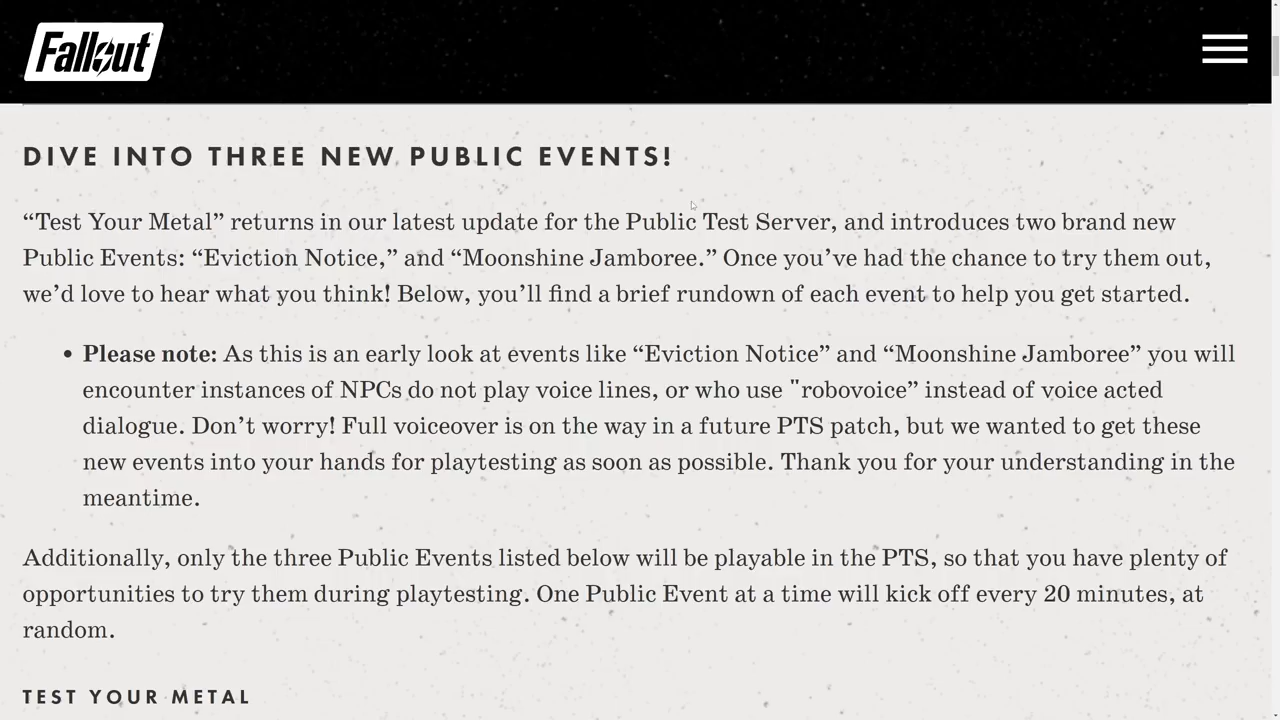 Fallout
DIVE INTO THREE NEW PUBLIC EVENTS!
“Test Your Metal” returns in our latest update for the Public Test Server, and introduces two brand new
Public Events: “Eviction Notice,” and “Moonshine Jamboree.” Once you’ve had the chance to try them out,
we’d love to hear what you think! Below, you’ll find a brief rundown of each event to help you get started.
• Please note: As this is an early look at events like “Eviction Notice” and “Moonshine Jamboree” you will
encounter instances of NPCs do not play voice lines, or who use "robovoice” instead of voice acted
dialogue. Don’t worry! Full voiceover is on the way in a future PTS patch, but we wanted to get these
new events into your hands for playtesting as soon as possible. Thank you for your understanding in the
meantime.
Additionally, only the three Public Events listed below will be playable in the PTS, so that you have plenty of
opportunities to try them during playtesting. One Public Event at a time will kick off every 20 minutes, at
random.
TEST YOUR METAL